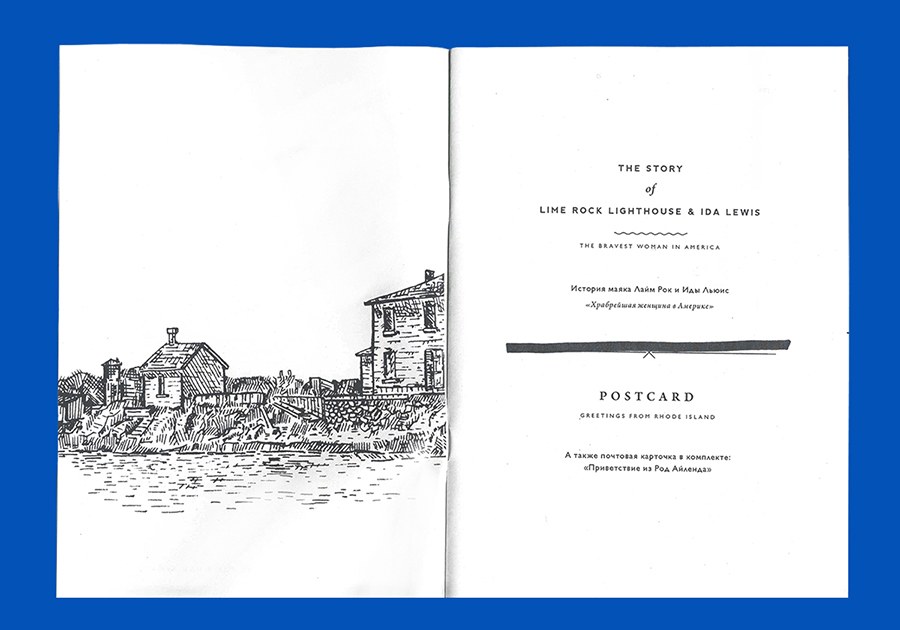 THE STORY
of
LIME ROCK LIGHTHOUSE & IDA LEWIS
THE BRAVEST WOMAN IN AMERICA
История маяка Лайм Рок и Иды Льюис
«Храбрейшая женщина в Америке»
POSTCARD
GREETINGS FROM RHODE ISLAND
А также почтовая карточка в комплекте:
«Приветствие из Род Айленда»